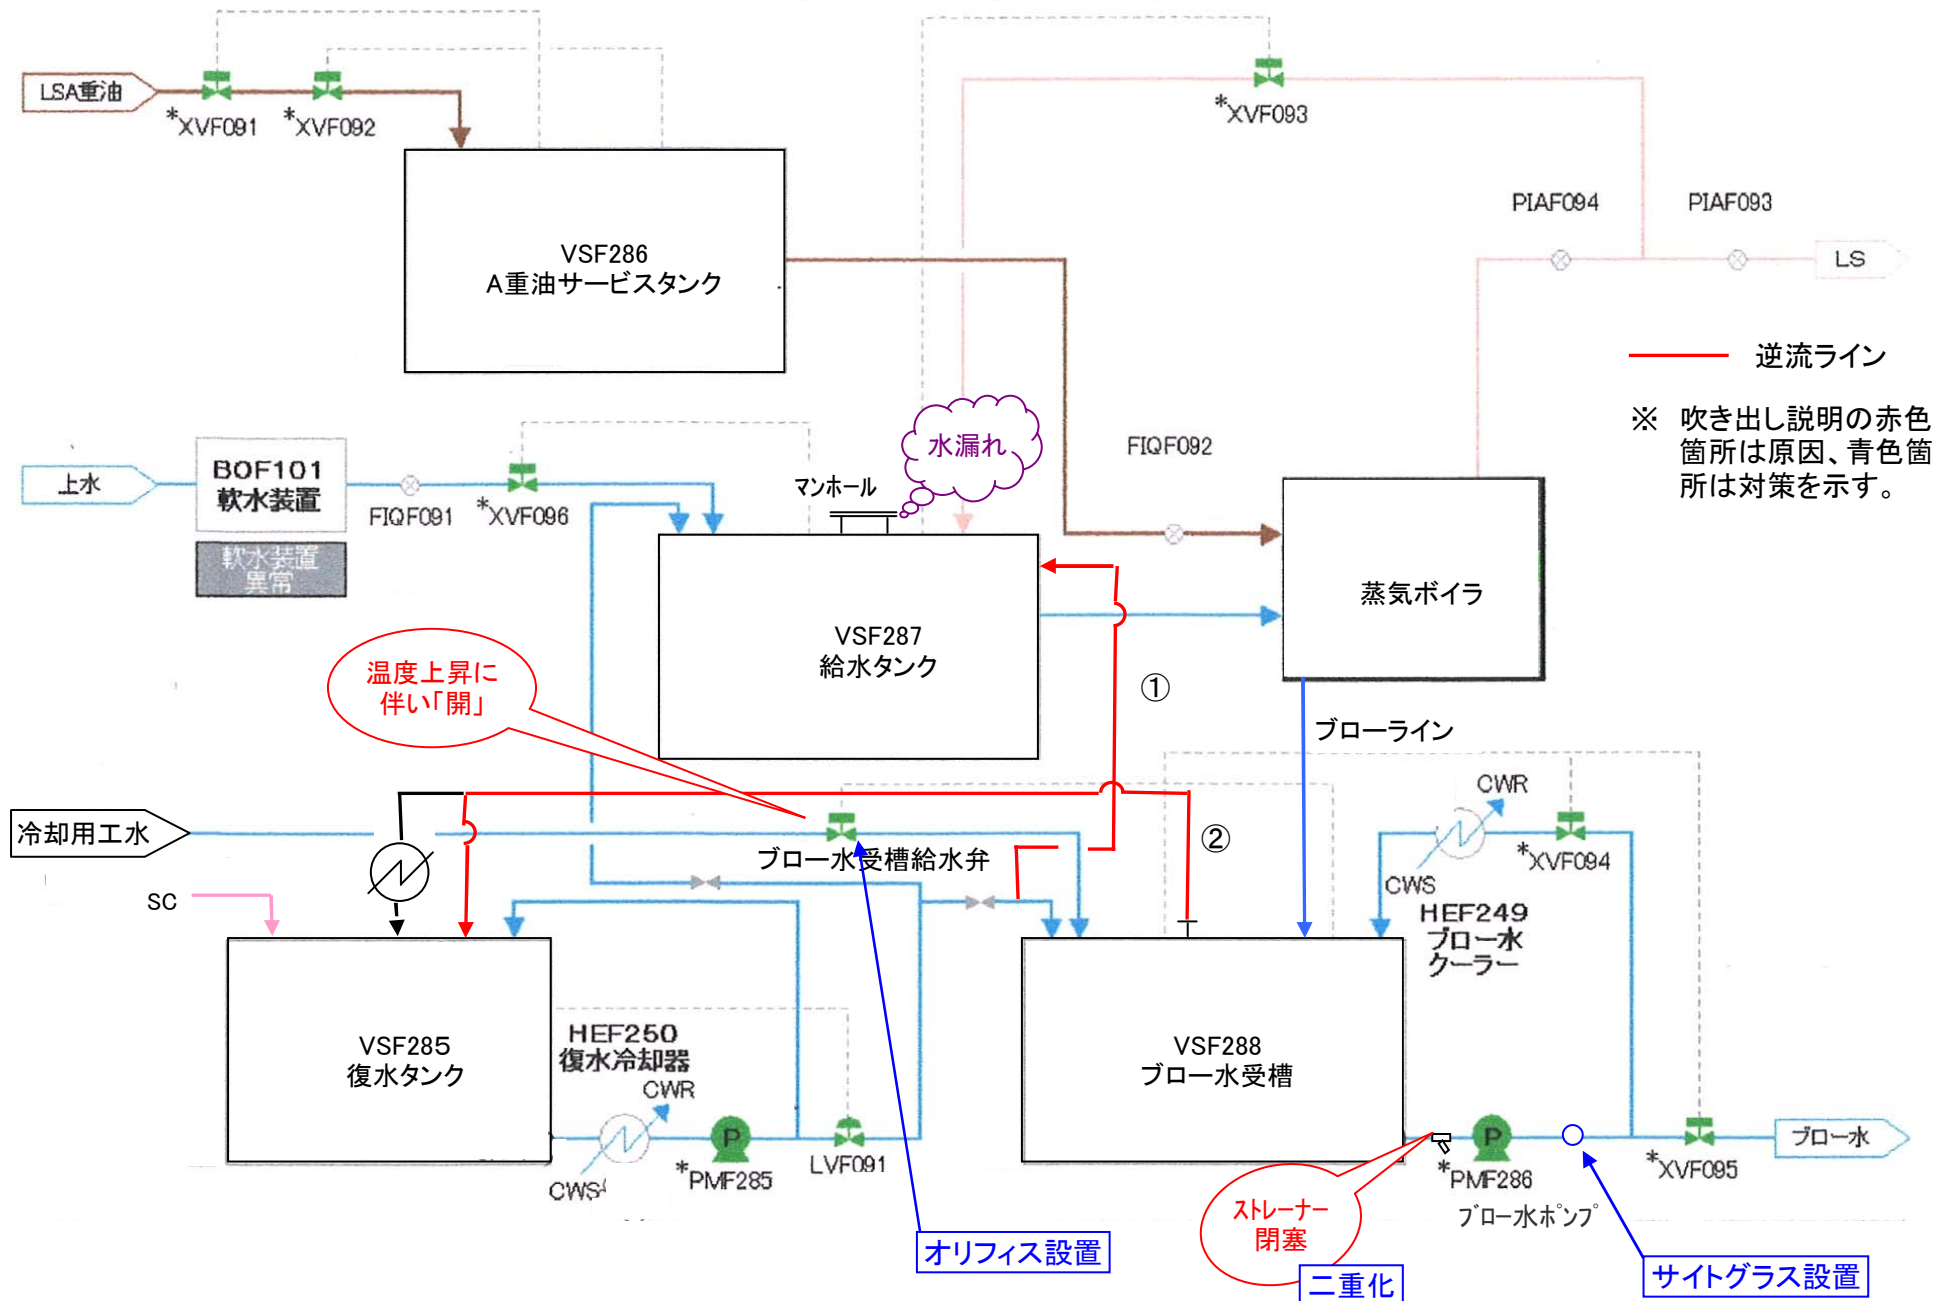 LSA重油
*XVF091
*XVF092
*XVF093
VSF286
A重油サービスタンク
PIAF094
PIAF093
LS
逆流ライン
※ 吹き出し説明の赤色
箇所は原因、青色箇
所は対策を示す。
上水
BOF101
軟水装置
軟水装置
異常
FIQF091
*XVF096
マンホール
水漏れ
FIQF092
VSF287
給水タンク
蒸気ボイラ
温度上昇に
伴い「開」
①
ブローライン
冷却用工水
ブロー水受槽給水弁
②
CWR
*XVF094
CWS
HEF249
ブロー水
クーラー
SC
VSF285
復水タンク
HEF250
復水冷却器
CWR
CWS
P
*PMF285
LVF091
VSF288
ブロー水受槽
P
*PMF286
ブロー水ポンプ
*XVF095
ブロー水
ストレーナー
閉塞
オリフィス設置
二重化
サイトグラス設置